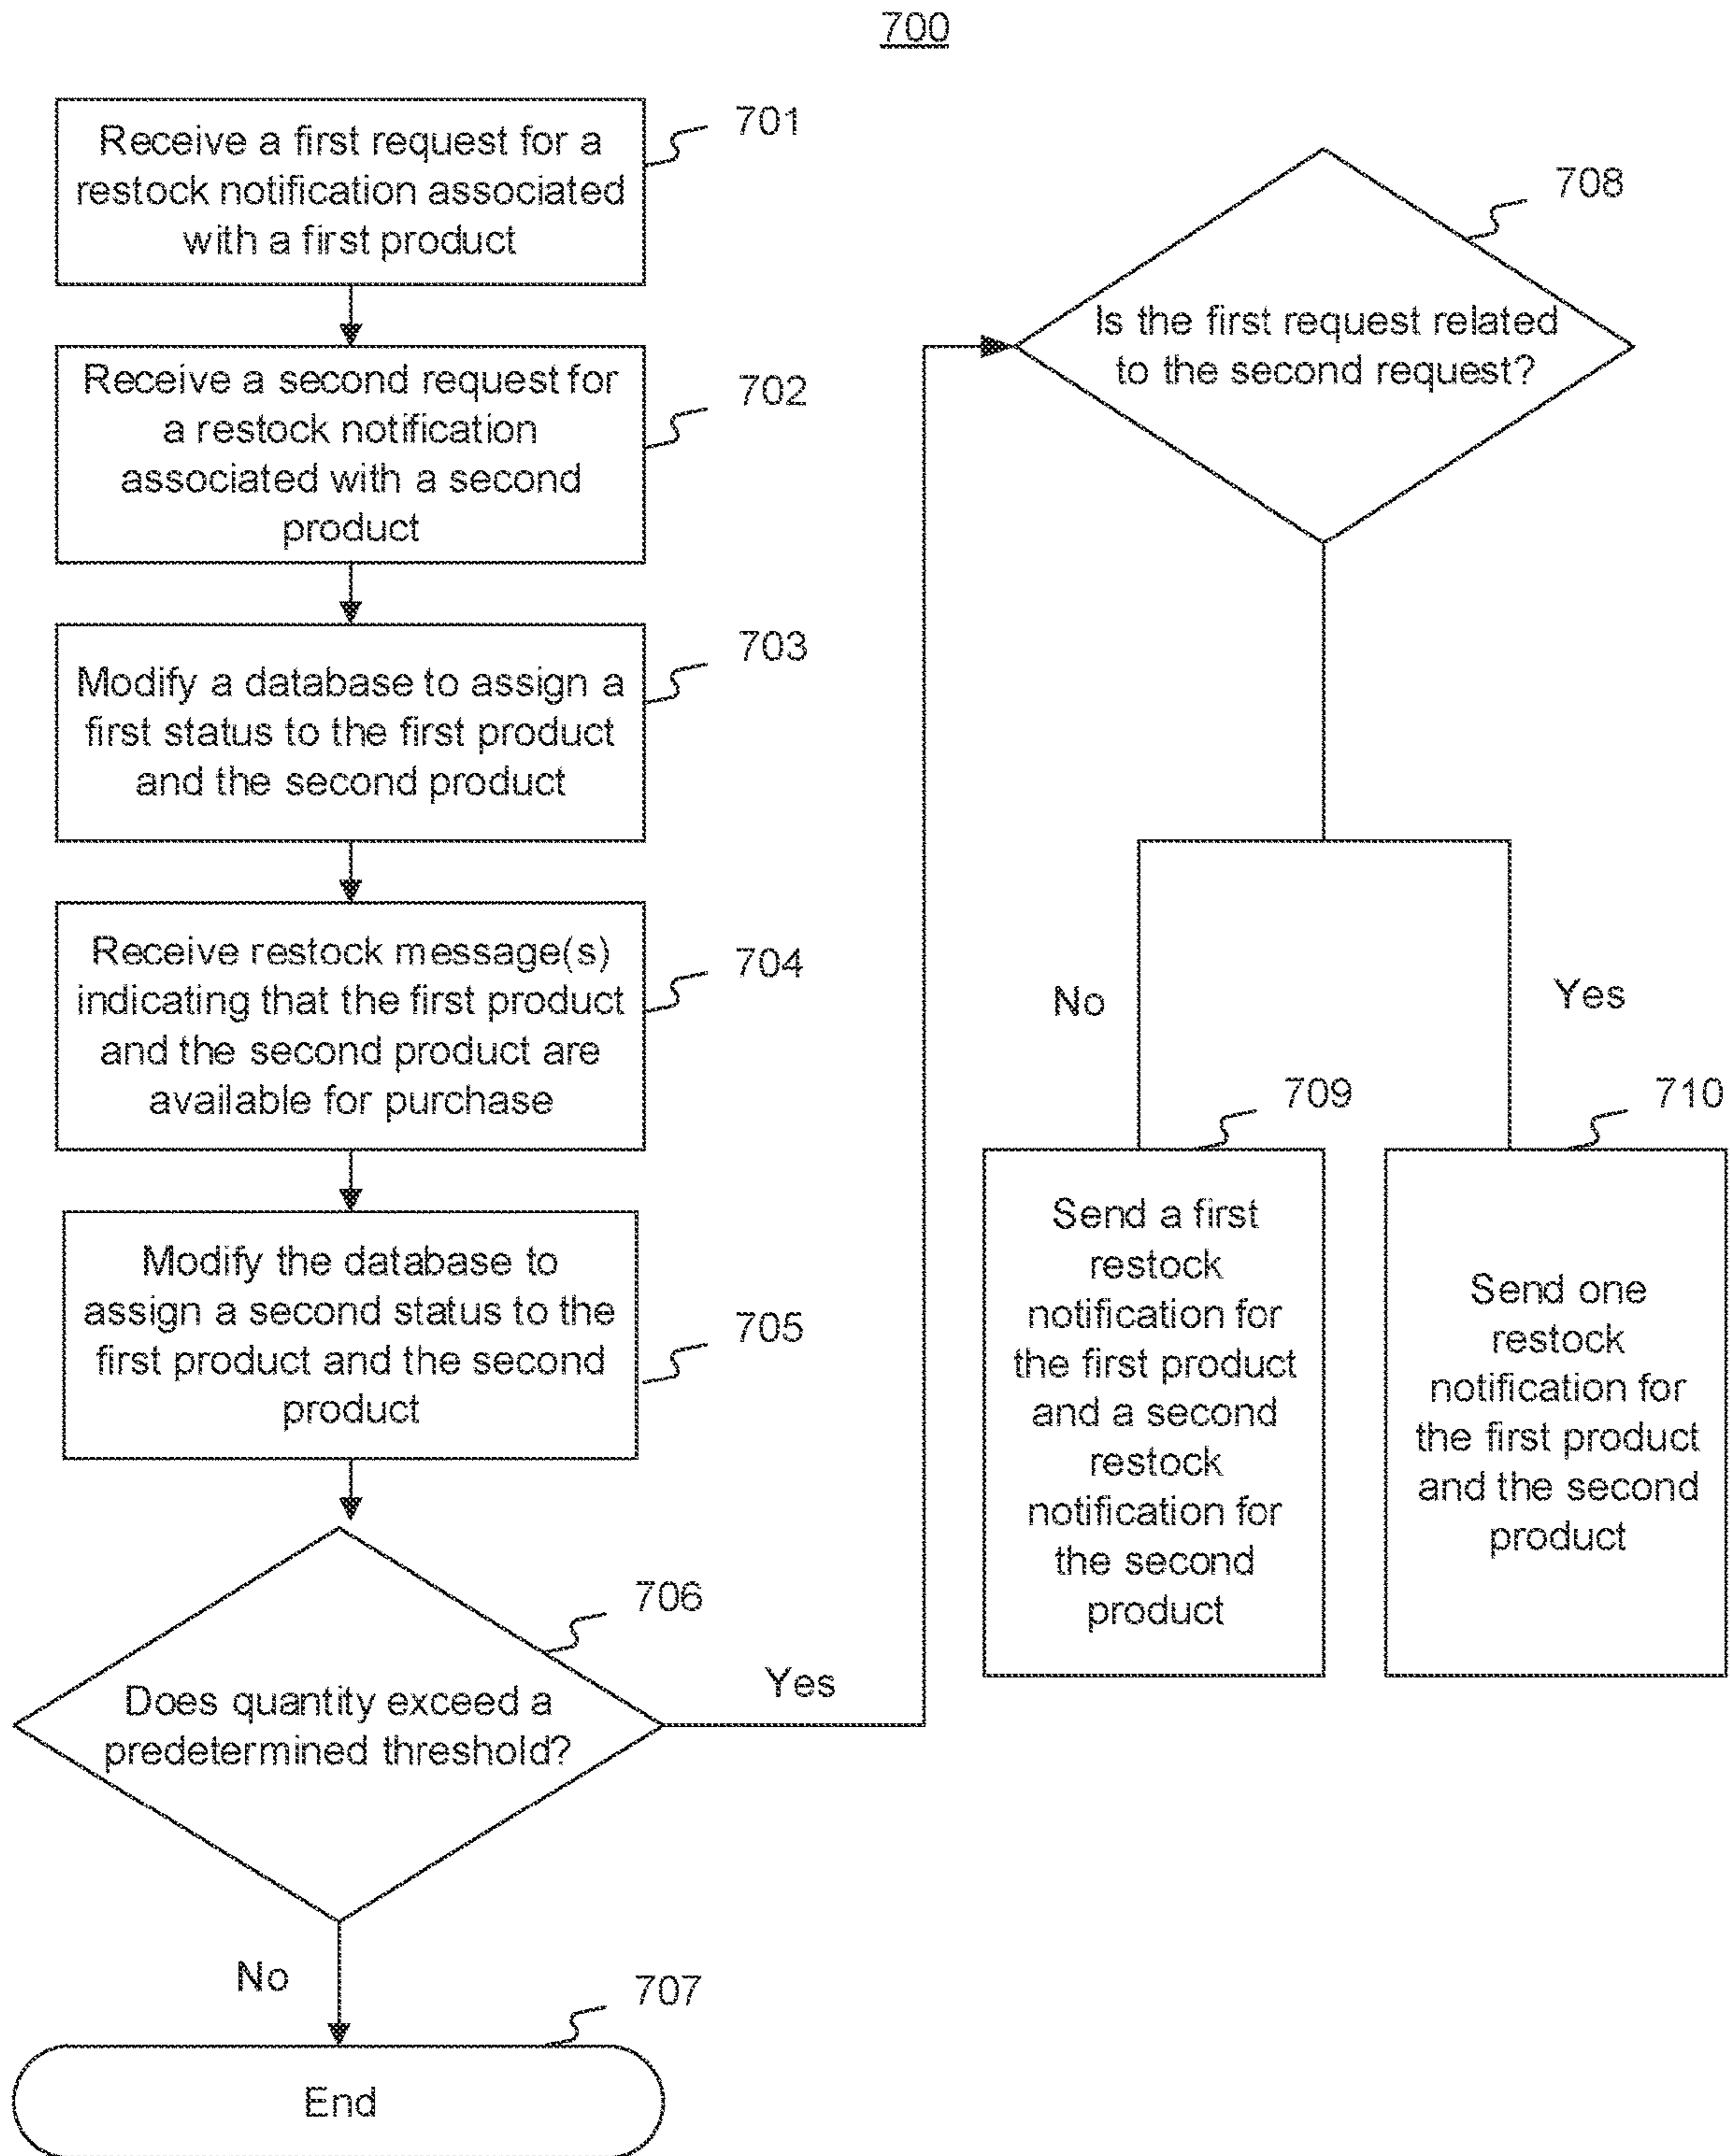 700
Receive a first request for a
restock notification associated
with a first product
701
Receive a second request for
a restock notification
associated with a second
product
702
Modify a database to assign a
first status to the first product
and the second product
703
Receive restock message(s)
indicating that the first product
and the second product are
available for purchase
704
Modify the database to
assign a second status to the
first product and the second
product
705
Does quantity exceed a
predetermined threshold?
706
Yes
No
End
707
Is the first request related
to the second request?
708
No
Yes
Send a first
restock
notification for
the first product
and a second
restock
notification for
the second
product
709
Send one
restock
notification for
the first product
and the second
product
710